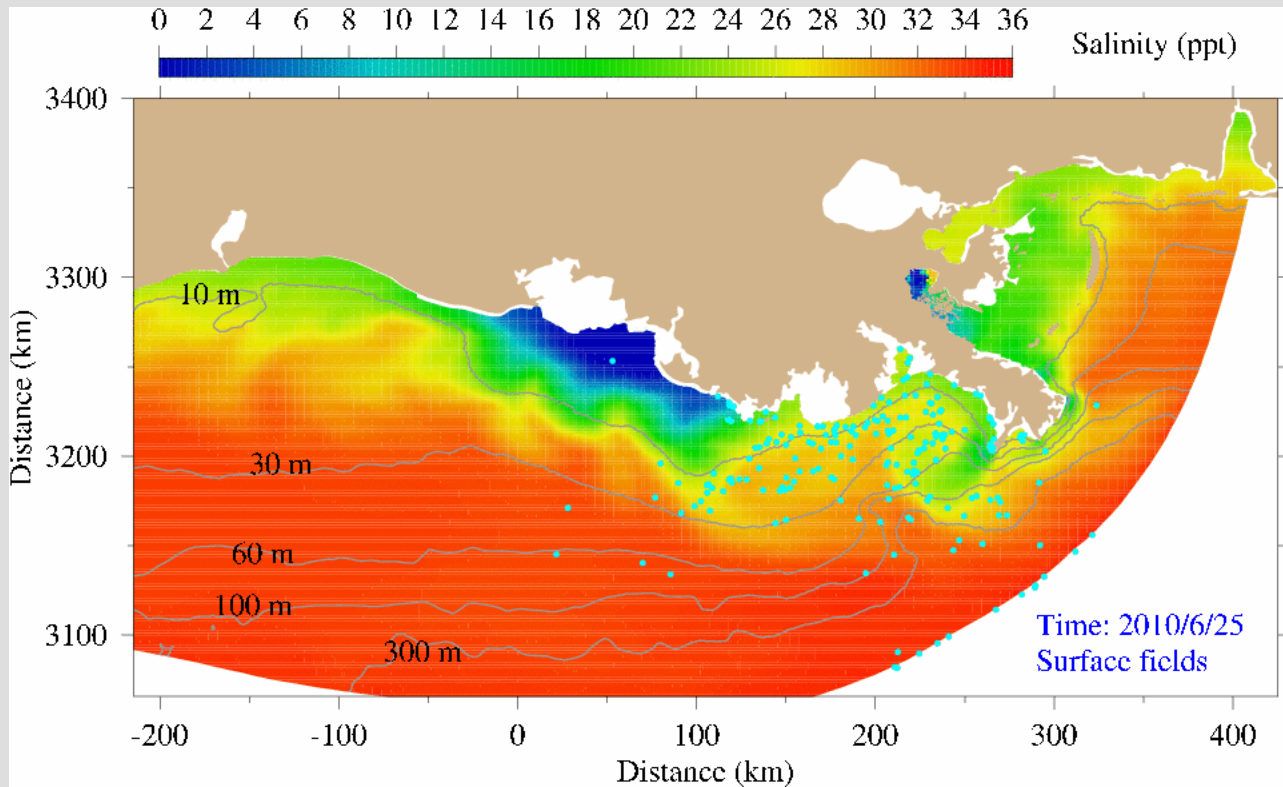 0 2 4 6 8 10 12 14 16 18 20 22 24 26 28 30 32 34 36
Salinity (ppt)
3400
3300
3200
3100
Distance (km)
10 m
30 m
60 m
100 m
300 m
Time: 2010/6/25
Surface fields
-200 -100 0 100 200 300 400
Distance (km)